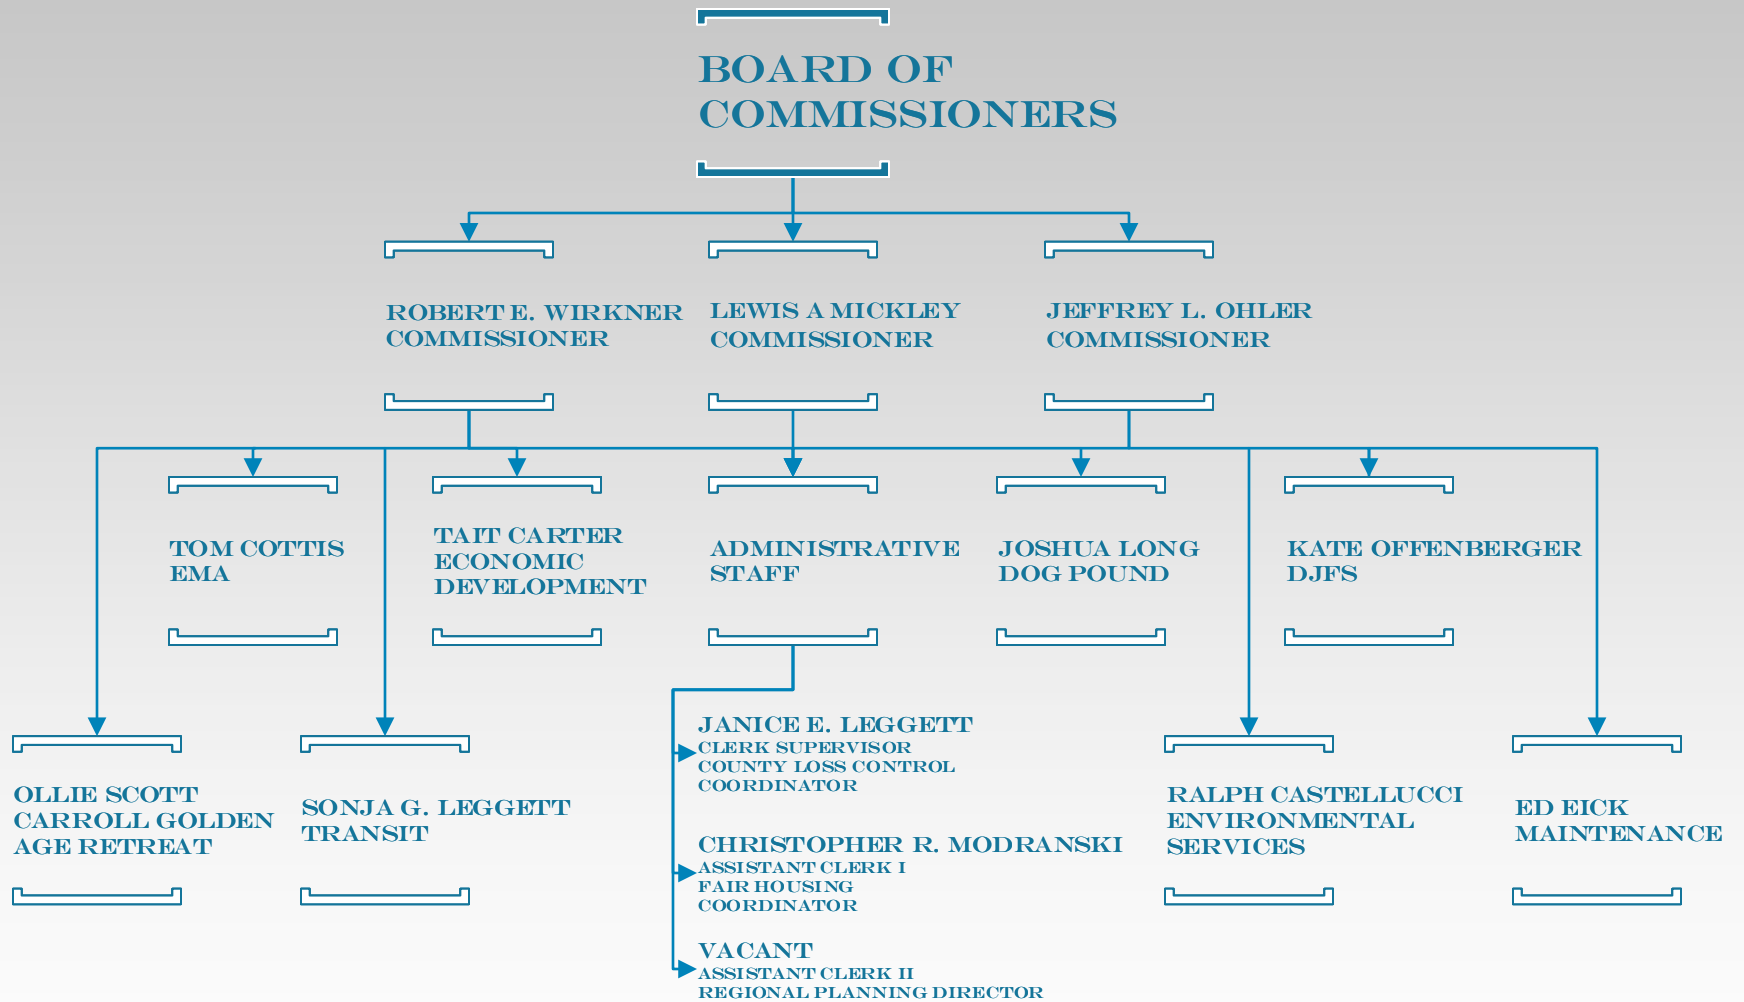 BOARD OF
COMMISSIONERS
ROBERT E. WIRKNER
COMMISSIONER
LEWIS A MICKLEY
COMMISSIONER
JEFFREY L. OHLER
COMMISSIONER
TOM COTTIS
EMA
TAIT CARTER
ECONOMIC
DEVELOPMENT
ADMINISTRATIVE
STAFF
JOSHUA LONG
DOG POUND
KATE OFFENBERGER
DJFS
OLLIE SCOTT
CARROLL GOLDEN
AGE RETREAT
SONJA G. LEGGETT
TRANSIT
JANICE E. LEGGETT
CLERK SUPERVISOR
COUNTY LOSS CONTROL
COORDINATOR
CHRISTOPHER R. MODRANSKI
ASSISTANT CLERK I
FAIR HOUSING
COORDINATOR
VACANT
ASSISTANT CLERK II
REGIONAL PLANNING DIRECTOR
RALPH CASTELLUCCI
ENVIRONMENTAL
SERVICES
ED EICK
MAINTENANCE